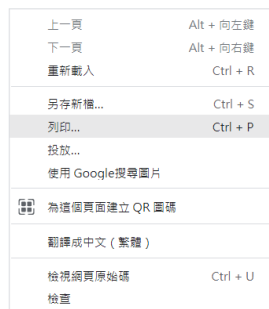 上一頁 Alt + 向左鍵
下一頁 Alt + 向右鍵
重新載入 Ctrl + R
另存新檔... Ctrl + S
列印... Ctrl + P
投放...
使用 Google搜尋圖片
為這個頁面建立 QR 圖碼
翻譯成中文（繁體）
檢視網頁原始碼 Ctrl + U
檢查